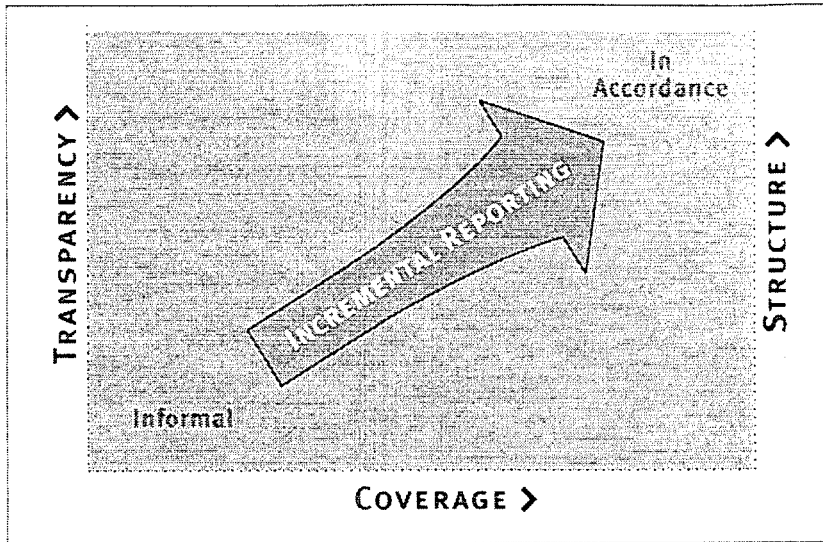 In
Accordance
TRANSPARENCY >
INCREMENTAL REPORTING
STRUCTURE >
Informal
COVERAGE >